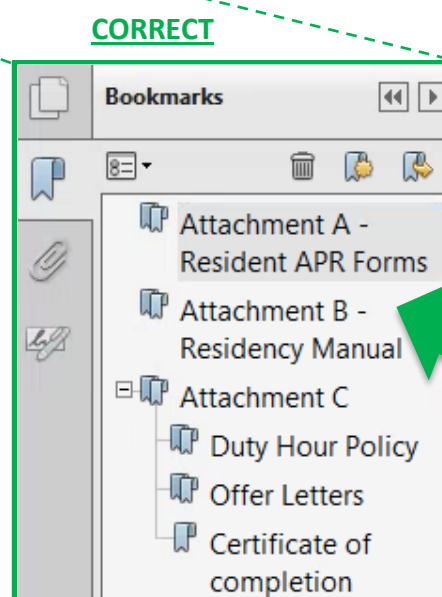 CORRECT
Bookmarks
Attachment A -
Resident APR Forms
Attachment B -
Residency Manual
Attachment C
Duty Hour Policy
Offer Letters
Certificate of
completion